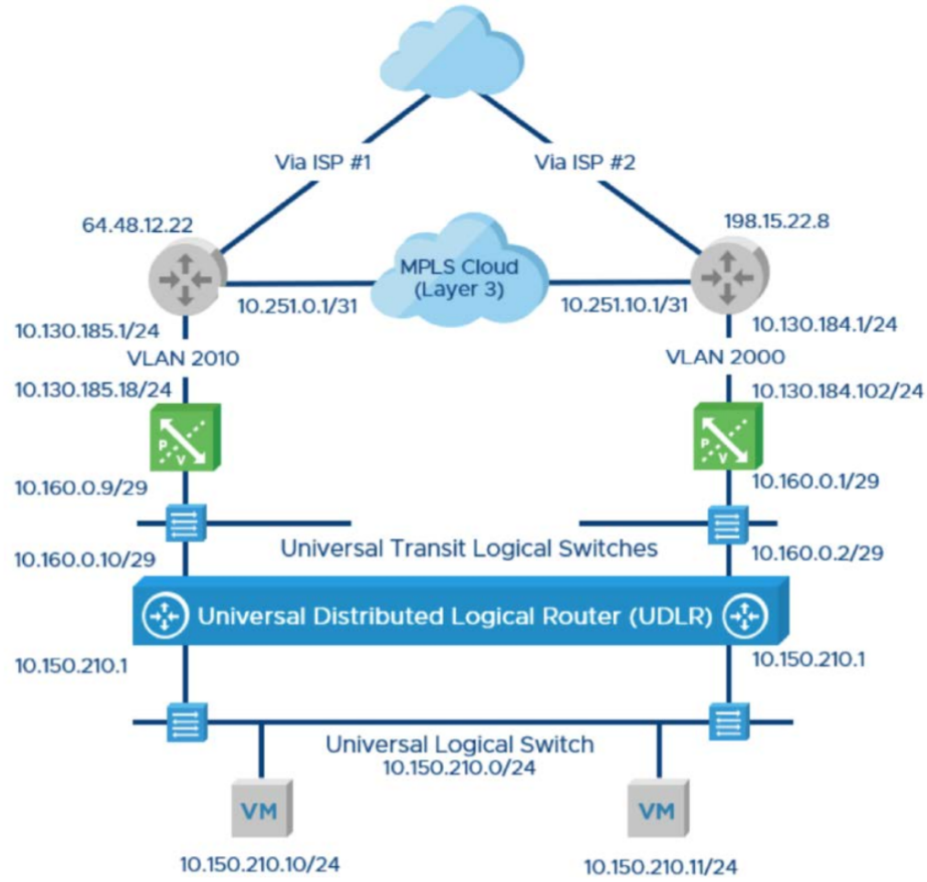 Via ISP #1
Via ISP #2
64.48.12.22
198.15.22.8
MPLS Cloud
(Layer 3)
10.251.0.1/31
10.251.10.1/31
10.130.185.1/24
10.130.184.1/24
VLAN 2010
VLAN 2000
10.130.185.18/24
10.130.184.102/24
P
V
P
V
10.160.0.9/29
10.160.0.1/29
Universal Transit Logical Switches
10.160.0.10/29
10.160.0.2/29
Universal Distributed Logical Router (UDLR)
10.150.210.1
10.150.210.1
Universal Logical Switch
10.150.210.0/24
VM
VM
10.150.210.10/24
10.150.210.11/24